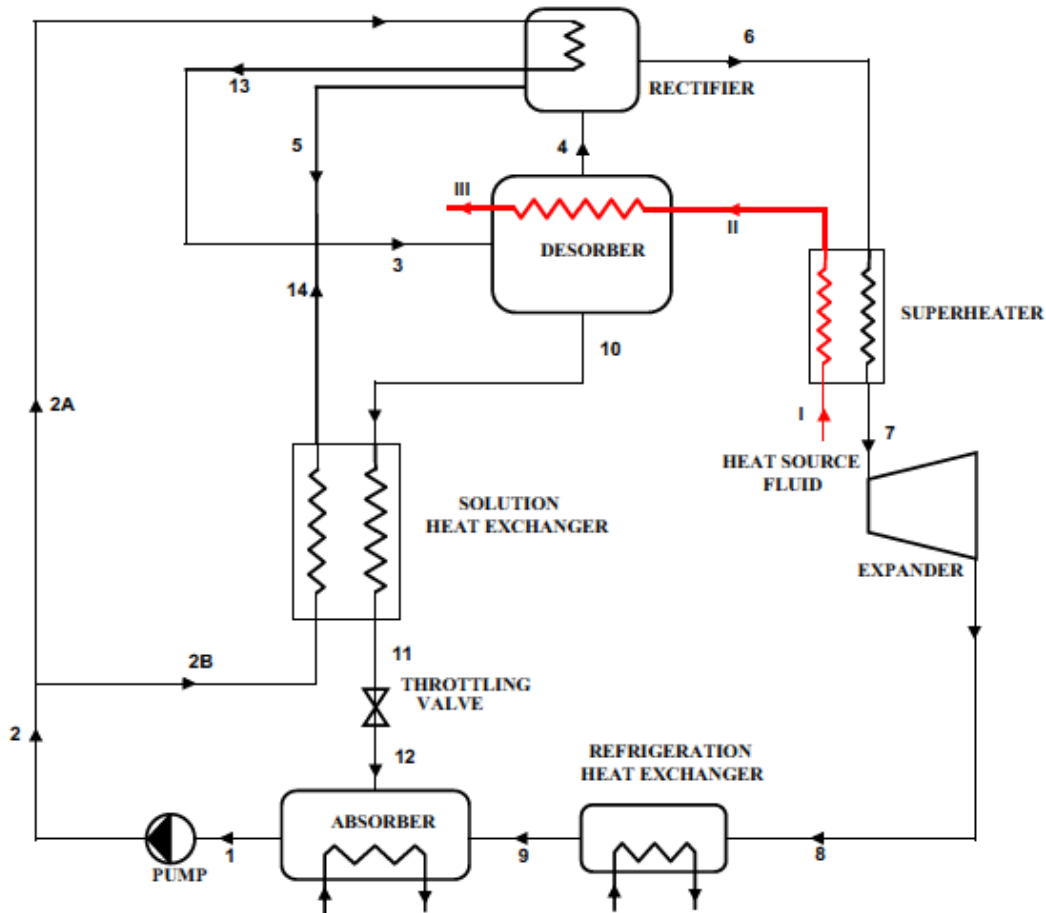 6
RECTIFIER
13
5
4
III
II
DESORBER
3
14
10
SUPERHEATER
2A
I
7
HEAT SOURCE
FLUID
SOLUTION
HEAT EXCHANGER
EXPANDER
2B
11
THROTTLING
VALVE
2
12
REFRIGERATION
HEAT EXCHANGER
ABSORBER
1
9
8
PUMP